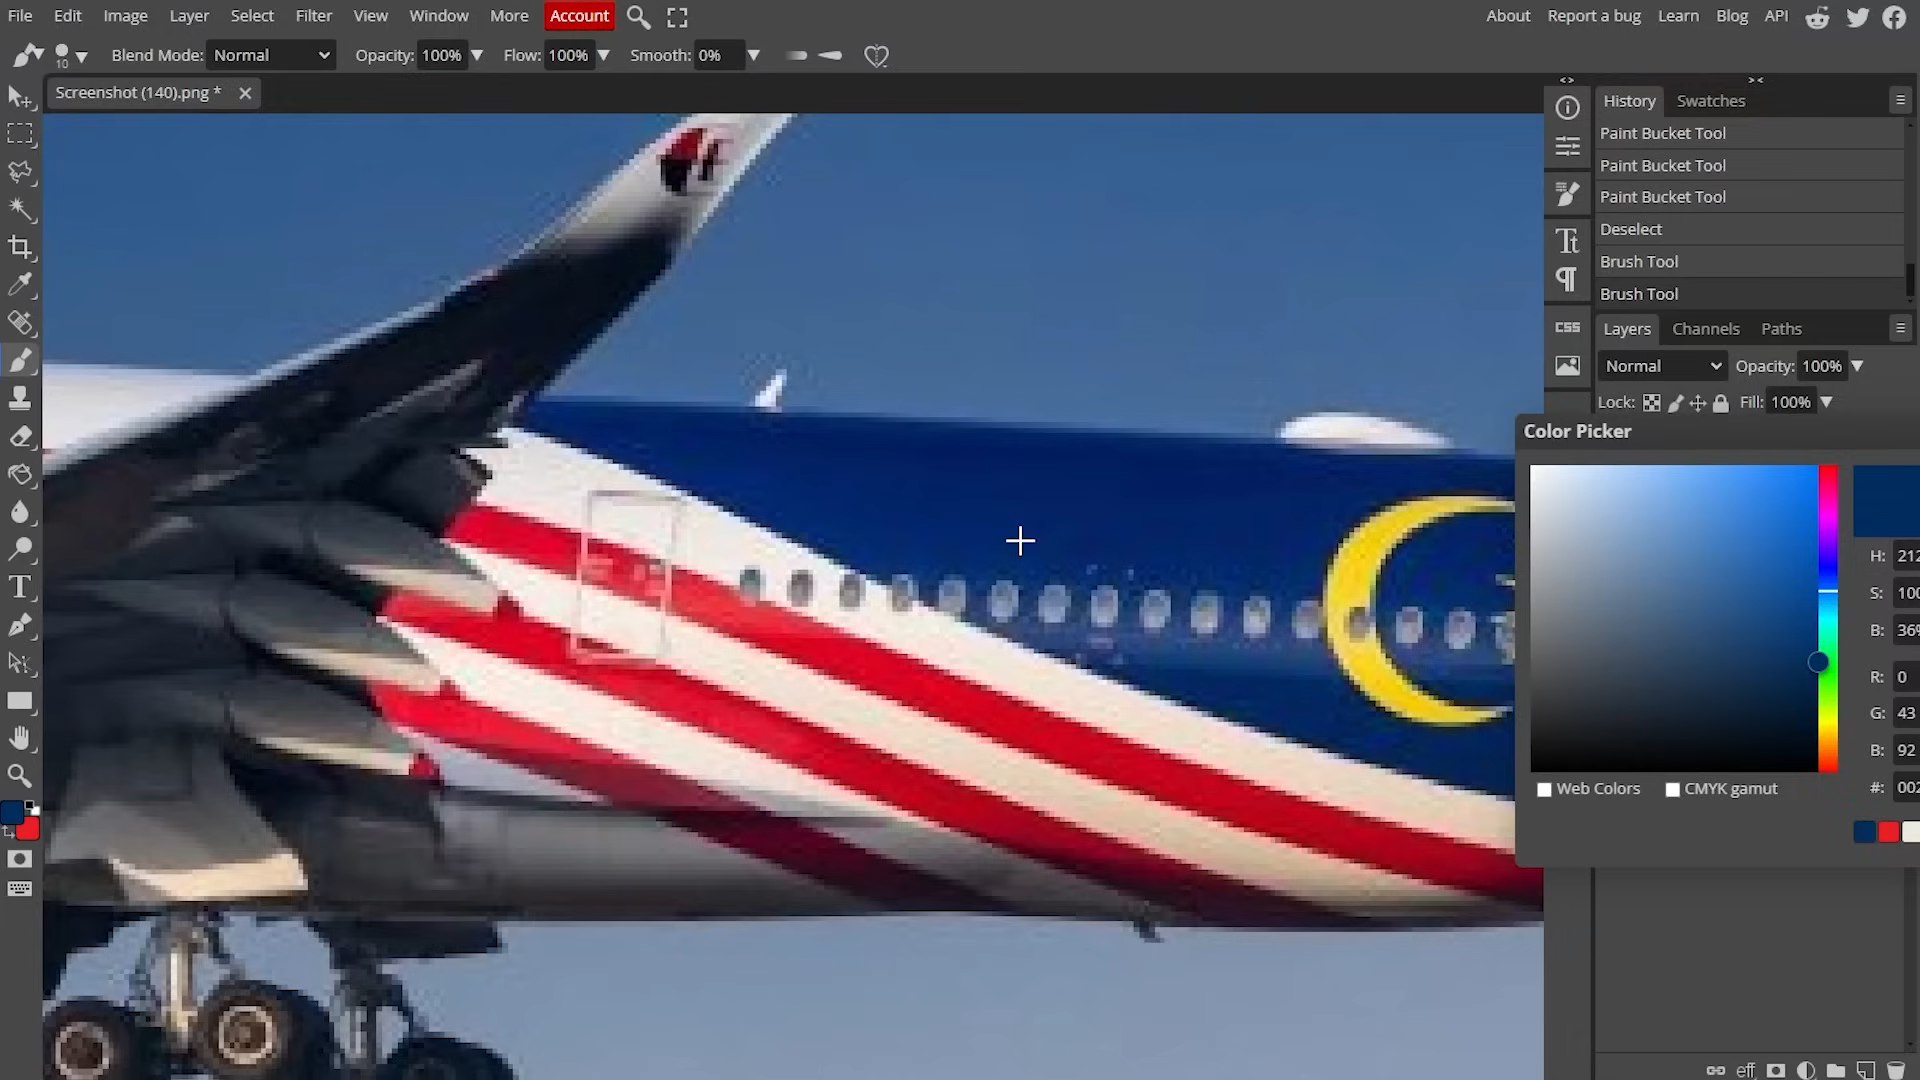 File Edit Image Layer Select Filter View Window More Account About Report a bug Learn Blog API
10 Blend Mode: Normal Opacity: 100% Flow: 100% Smooth: 0%
Screenshot (140).png *
< > > <
History Swatches
Paint Bucket Tool
Paint Bucket Tool
Paint Bucket Tool
Deselect
Brush Tool
Brush Tool
CSS
Layers Channels Paths
Normal Opacity: 100%
Lock: Fill: 100%
Color Picker
H: 212
S: 100
B: 36%
R: 0
G: 43
B: 92
#: 002
Web Colors CMYK gamut
eff